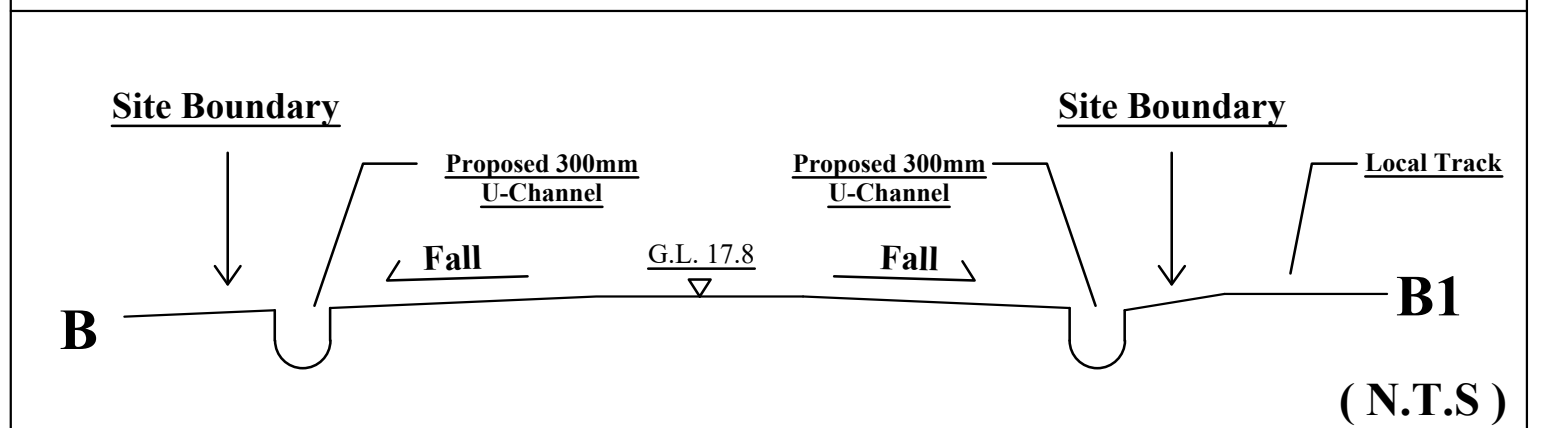 Site Boundary
Site Boundary
Proposed 300mm
U-Channel
Proposed 300mm
U-Channel
Local Track
Fall
G.L. 17.8
Fall
B
B1
( N.T.S )